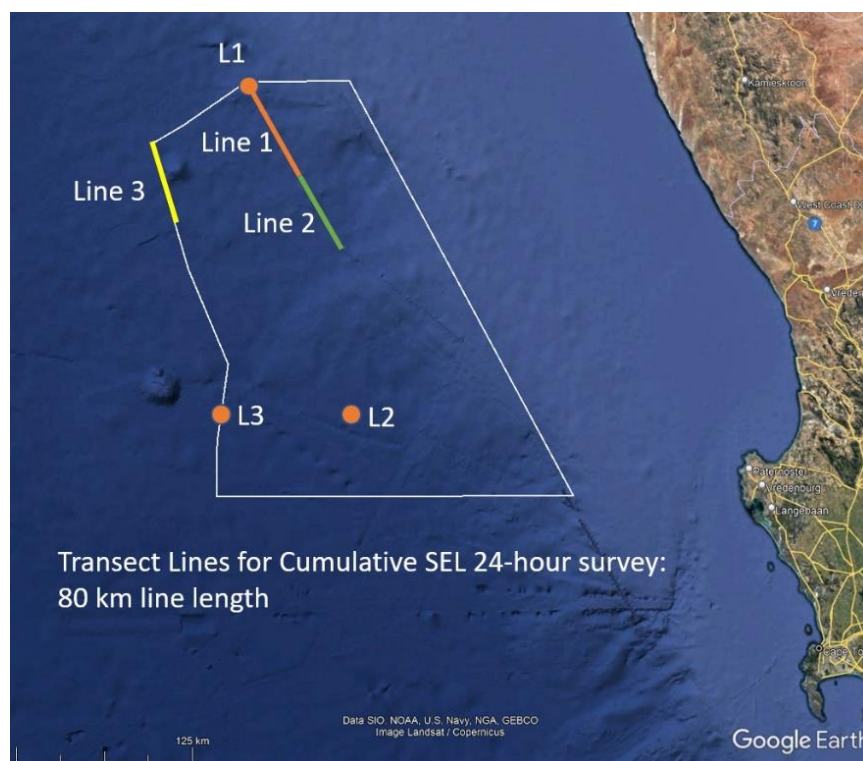 L1
Kamieskroon
Line 1
Line 3
7
Line 2
L3
L2
Paternoster
Vredenburg
Langebaan
Transect Lines for Cumulative SEL 24-hour survey:
80 km line length
Data SIO, NOAA, U.S. Navy, NGA, GEBCO
Image Landsat / Copernicus
125 km
Google Earth